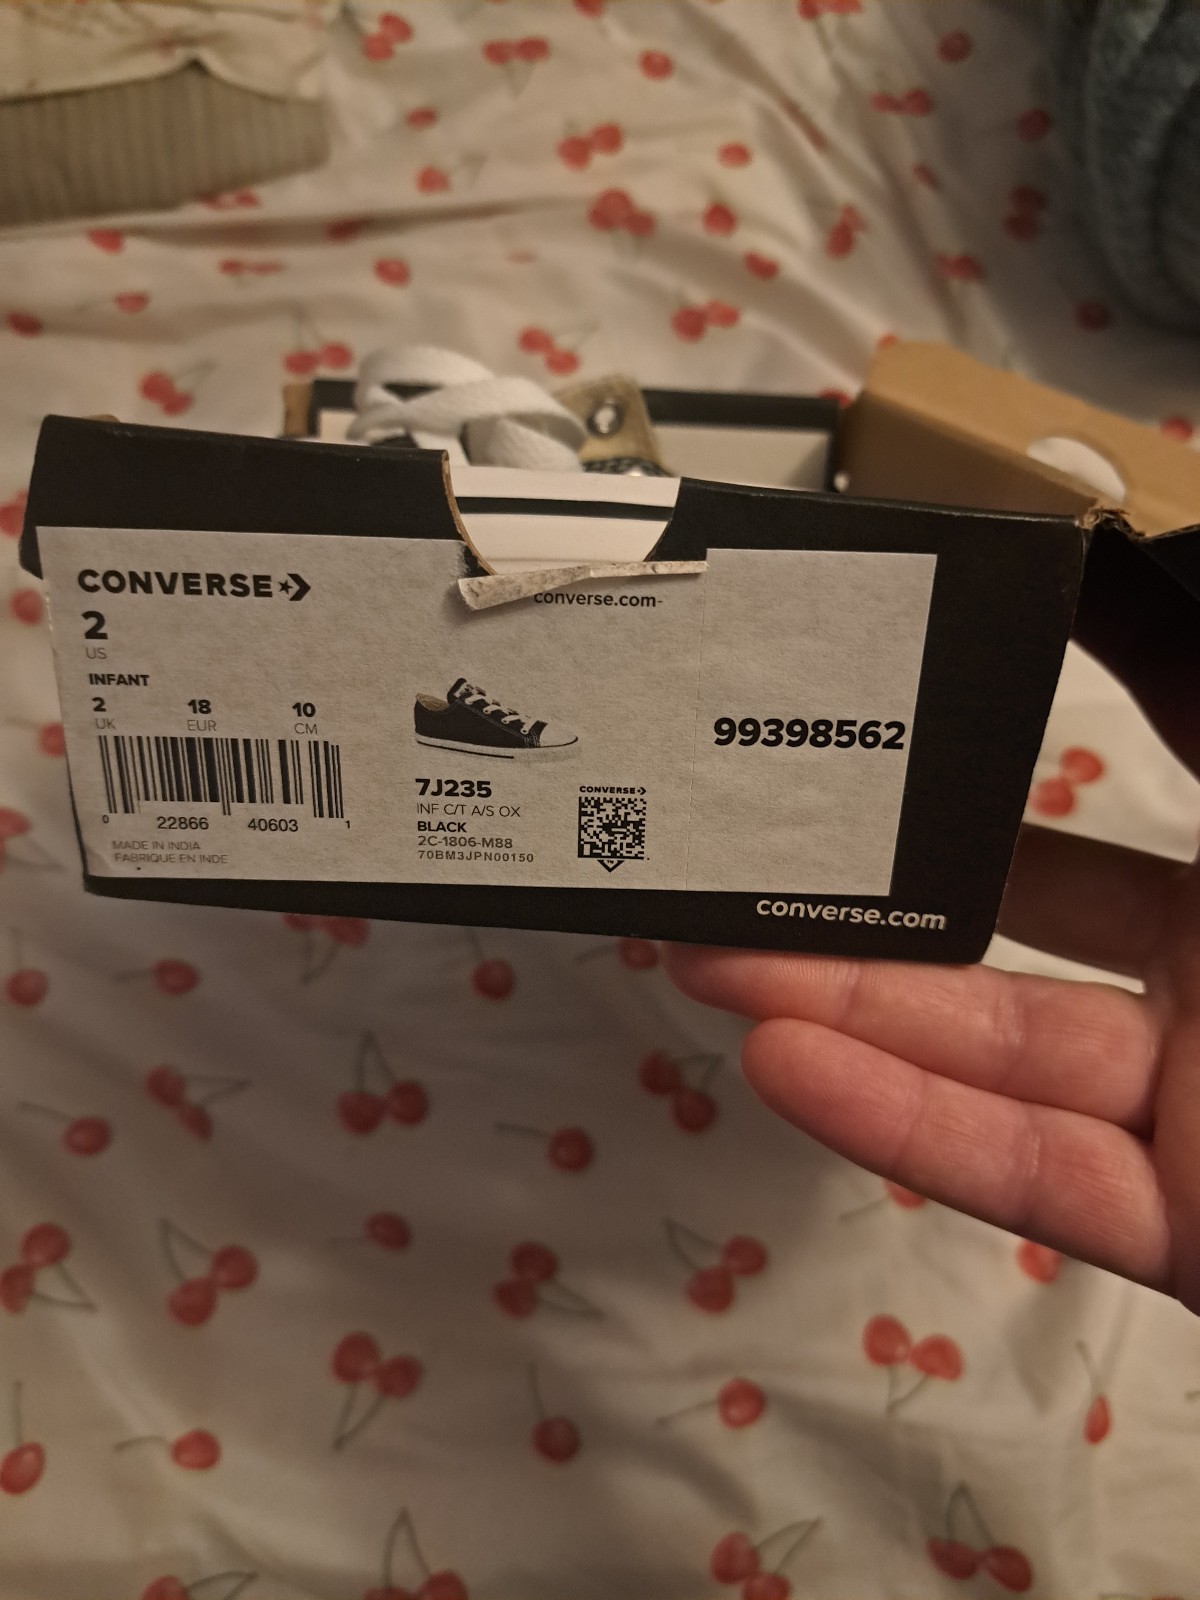 CONVERSE
2
US
INFANT
2 18 10
UK EUR CM
0 22866 40603 1
MADE IN INDIA
FABRIQUE EN INDE
converse.com-
7J235
INF C/T A/S OX
BLACK
2C-1806-M88
70BM3JPN00150
CONVERSE
99398562
converse.com